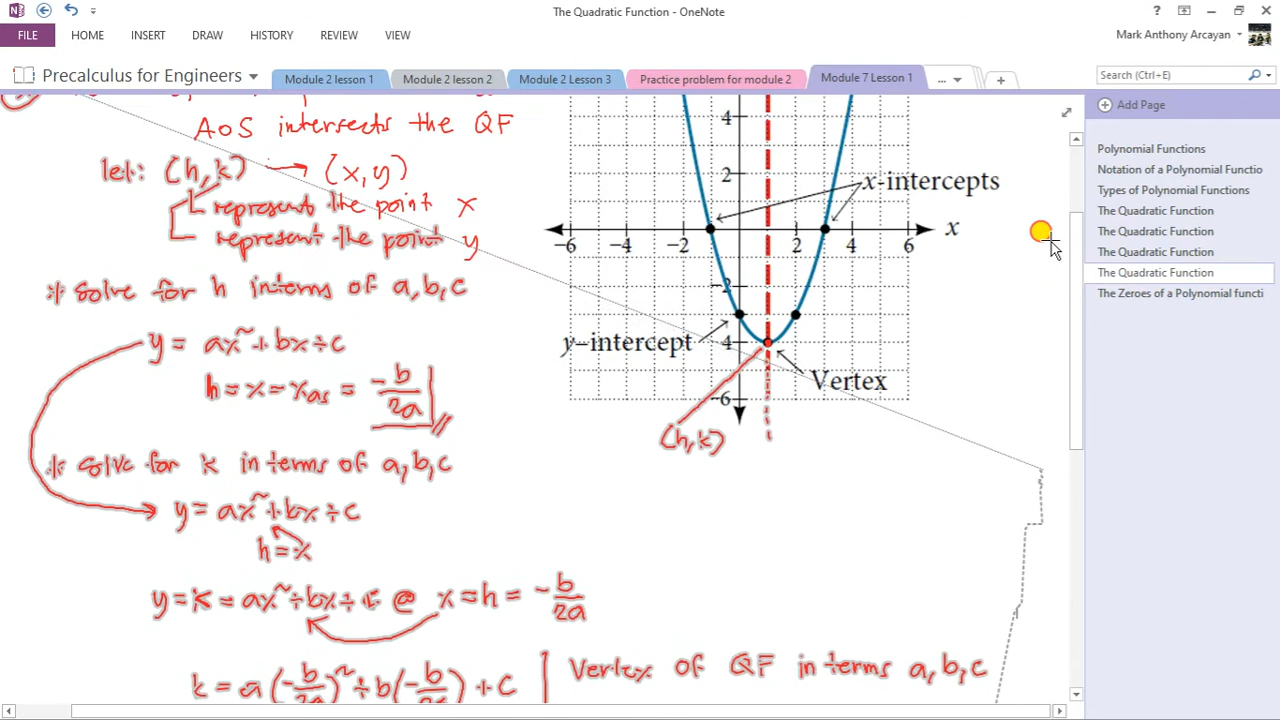 The Quadratic Function - OneNote
?
FILE HOME INSERT DRAW HISTORY REVIEW VIEW
Mark Anthony Arcayan
Precalculus for Engineers
Module 2 lesson 1
Module 2 lesson 2
Module 2 Lesson 3
Practice problem for module 2
Module 7 Lesson 1
...
Search (Ctrl+E)
Add Page
Polynomial Functions
Notation of a Polynomial Functio
Types of Polynomial Functions
The Quadratic Function
The Quadratic Function
The Quadratic Function
The Quadratic Function
The Zeroes of a Polynomial functi
AoS intersects the QF
let: (h,k) → (x,y)
represent the point x
represent the point y
* solve for h interms of a,b,c
y = ax² + bx + c
h = x = xas = -b/2a
* solve for k in terms of a,b,c
y = ax² + bx + c
h = x
y = k = ax² + bx + c @ x = h = -b/2a
k = a(-b/2a)² + b(-b/2a) + c
Vertex of QF in terms a,b,c
4
2
x-intercepts
-6 -4 -2 2 4 6 x
-2
y-intercept
4
Vertex
-6
(h,k)